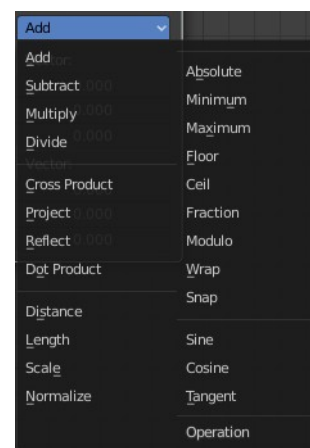 Add
Add
Subtract
Multiply
Divide
Cross Product
Project
Reflect
Dot Product
Distance
Length
Scale
Normalize
Absolute
Minimum
Maximum
Floor
Ceil
Fraction
Modulo
Wrap
Snap
Sine
Cosine
Tangent
Operation